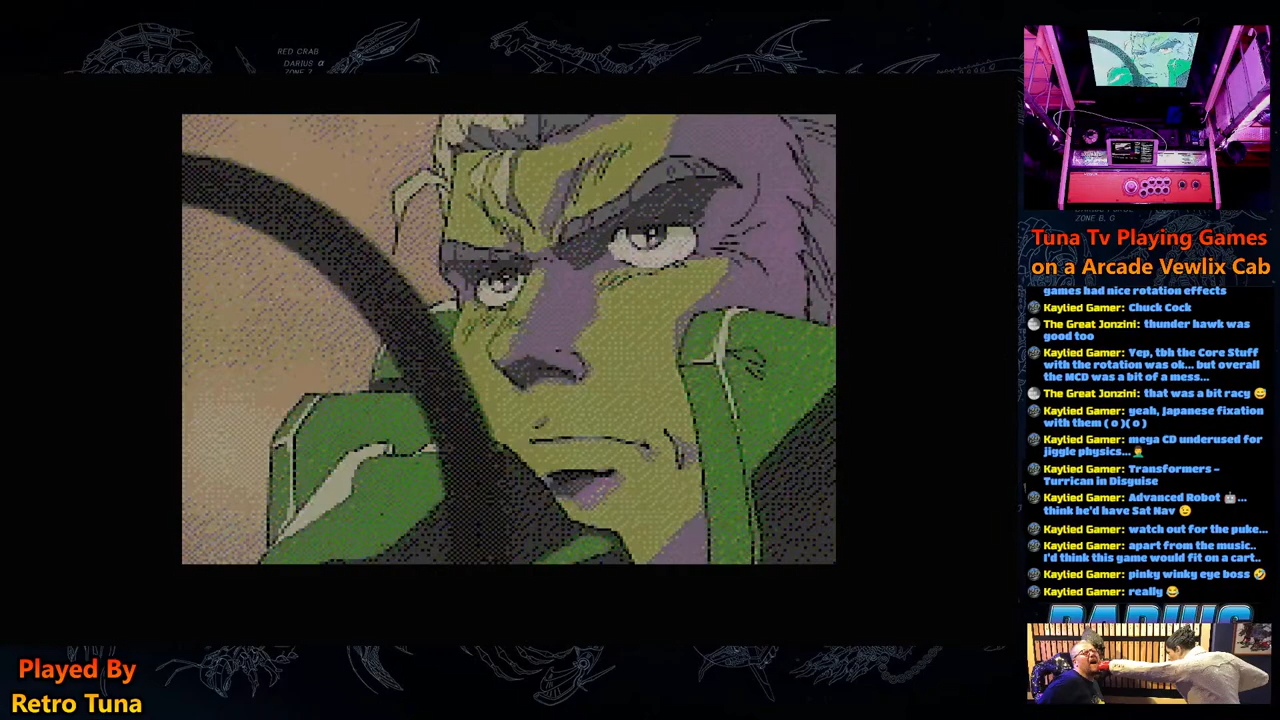 RED CRAB
DARIUS α
ZONE Z
ZONE B, G
Tuna Tv Playing Games
on a Arcade Vewlix Cab
games had nice rotation effects
Kaylied Gamer: Chuck Cock
The Great Jonzini: thunder hawk was
good too
Kaylied Gamer: Yep, tbh the Core Stuff
with the rotation was ok... but overall
the MCD was a bit of a mess...
The Great Jonzini: that was a bit racy 😅
Kaylied Gamer: yeah, Japanese fixation
with them ( o )( o )
Kaylied Gamer: mega CD underused for
jiggle physics...🤦‍♂️
Kaylied Gamer: Transformers -
Turrican in Disguise
Kaylied Gamer: Advanced Robot 🤖...
think he'd have Sat Nav 😉
Kaylied Gamer: watch out for the puke...
Kaylied Gamer: apart from the music..
I'd think this game would fit on a cart..
Kaylied Gamer: pinky winky eye boss 🤣
Kaylied Gamer: really 😂
DARIUS
Played By
Retro Tuna